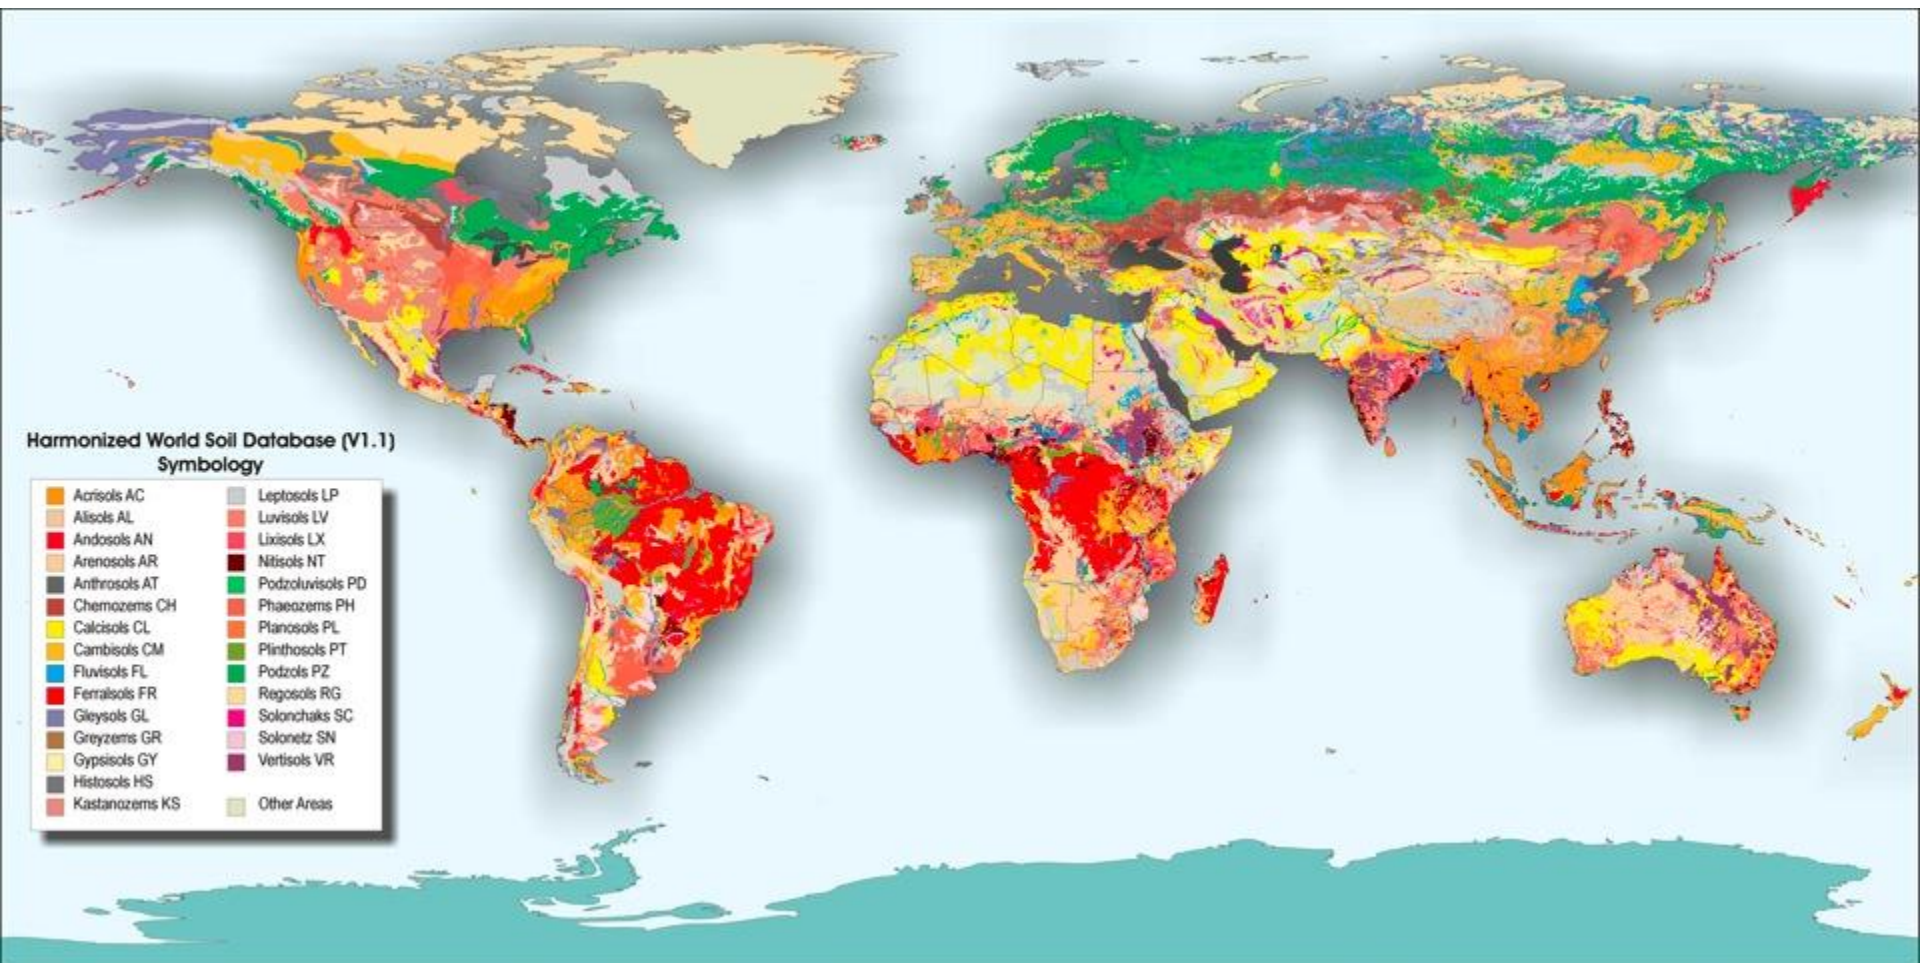 Harmonized World Soil Database (V1.1)
Symbology
Acrisols AC
Alisols AL
Andosols AN
Arenosols AR
Anthrosols AT
Chernozems CH
Calcisols CL
Cambisols CM
Fluvisols FL
Ferralsols FR
Gleysols GL
Greyzems GR
Gypsisols GY
Histosols HS
Kastanozems KS
Leptosols LP
Luvisols LV
Lixisols LX
Nitisols NT
Podzoluvisols PD
Phaeozems PH
Planosols PL
Plinthosols PT
Podzols PZ
Regosols RG
Solonchaks SC
Solonetz SN
Vertisols VR
Other Areas